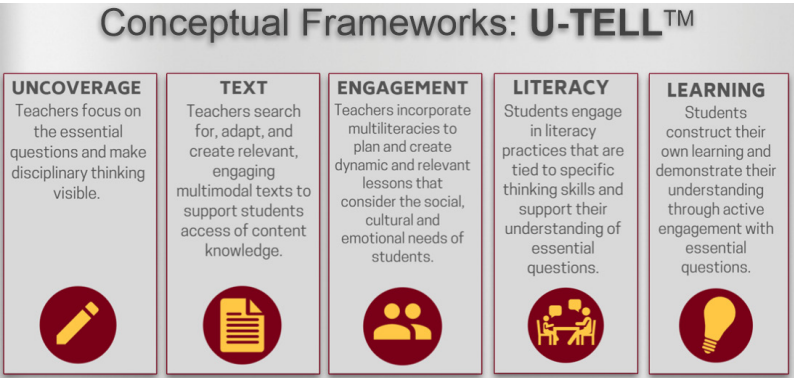 Conceptual Frameworks: U-TELL™
UNCOVERAGE
Teachers focus on
the essential
questions and make
disciplinary thinking
visible.
TEXT
Teachers search
for, adapt, and
create relevant,
engaging
multimodal texts to
support students
access of content
knowledge.
ENGAGEMENT
Teachers incorporate
multiliteracies to
plan and create
dynamic and relevant
lessons that
consider the social,
cultural and
emotional needs of
students.
LITERACY
Students engage
in literacy
practices that are
tied to specific
thinking skills and
support their
understanding of
essential
questions.
LEARNING
Students
construct their
own learning and
demonstrate their
understanding
through active
engagement with
essential
questions.